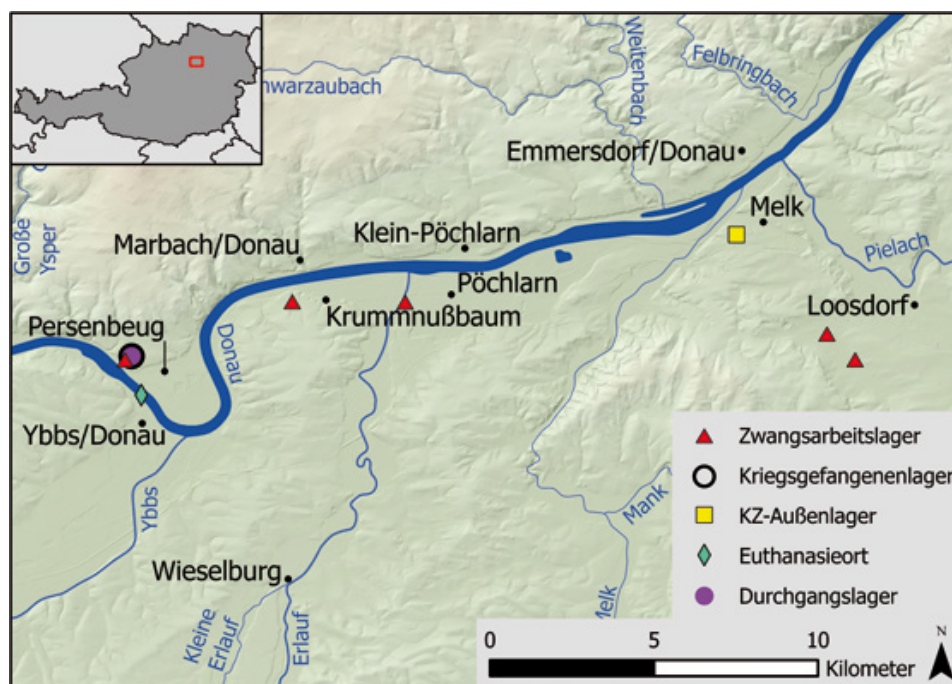 hwarzaubach
Weitenbach
Felbringbach
Emmersdorf/Donau
Große
Ysper
Marbach/Donau
Klein-Pöchlarn
Melk
Pielach
Pöchlarn
Krummnußbaum
Loosdorf
Persenbeug
Donau
Ybbs/Donau
Ybbs
Wieselburg
Kleine
Erlauf
Erlauf
Mank
Melk
Zwangsarbeitslager
Kriegsgefangenenlager
KZ-Außenlager
Euthanasieort
Durchgangslager
0 5 10
Kilometer
N